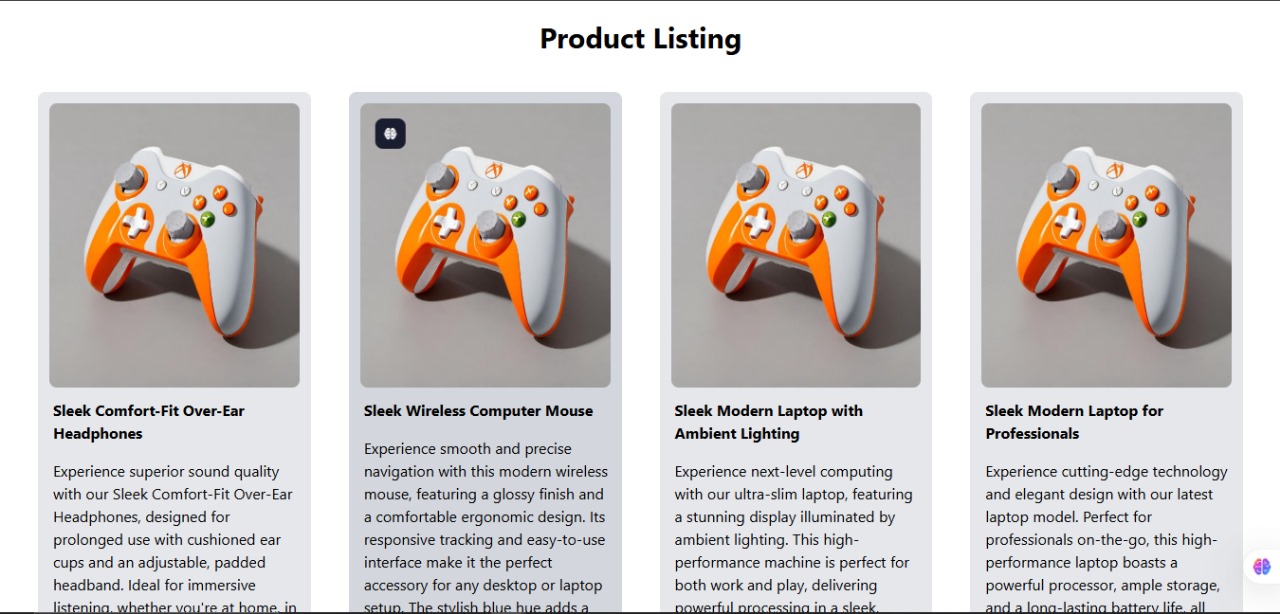 Product Listing
Sleek Comfort-Fit Over-Ear
Headphones
Experience superior sound quality
with our Sleek Comfort-Fit Over-Ear
Headphones, designed for
prolonged use with cushioned ear
cups and an adjustable, padded
headband. Ideal for immersive
listening, whether you're at home, in
Sleek Wireless Computer Mouse
Experience smooth and precise
navigation with this modern wireless
mouse, featuring a glossy finish and
a comfortable ergonomic design. Its
responsive tracking and easy-to-use
interface make it the perfect
accessory for any desktop or laptop
setup. The stylish blue hue adds a
Sleek Modern Laptop with
Ambient Lighting
Experience next-level computing
with our ultra-slim laptop, featuring
a stunning display illuminated by
ambient lighting. This high-
performance machine is perfect for
both work and play, delivering
powerful processing in a sleek,
Sleek Modern Laptop for
Professionals
Experience cutting-edge technology
and elegant design with our latest
laptop model. Perfect for
professionals on-the-go, this high-
performance laptop boasts a
powerful processor, ample storage,
and a long-lasting battery life, all